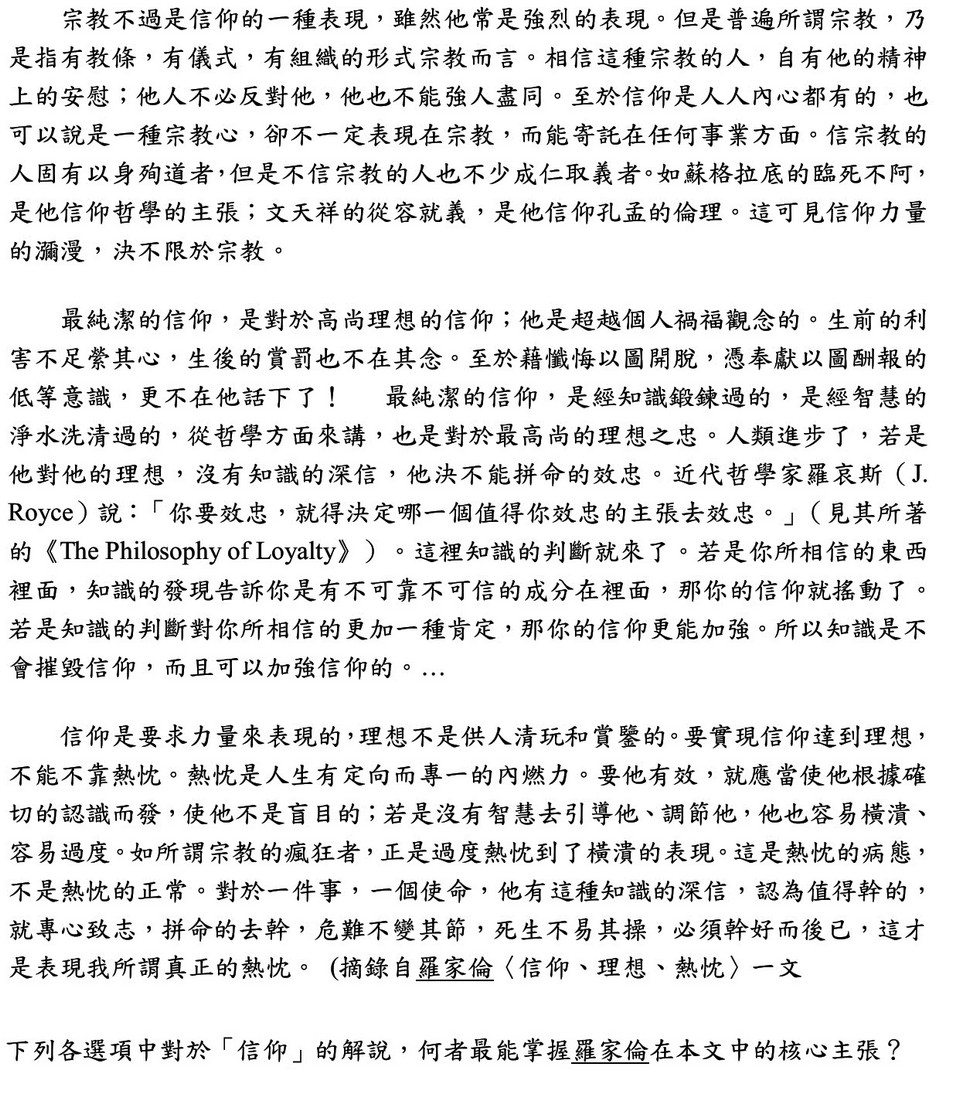 宗教不過是信仰的一種表現，雖然他常是強烈的表現。但是普遍所謂宗教，乃
是指有教條，有儀式，有組織的形式宗教而言。相信這種宗教的人，自有他的精神
上的安慰；他人不必反對他，他也不能強人盡同。至於信仰是人人內心都有的，也
可以說是一種宗教心，卻不一定表現在宗教，而能寄託在任何事業方面。信宗教的
人固有以身殉道者，但是不信宗教的人也不少成仁取義者。如蘇格拉底的臨死不阿，
是他信仰哲學的主張；文天祥的從容就義，是他信仰孔孟的倫理。這可見信仰力量
的瀰漫，決不限於宗教。
最純潔的信仰，是對於高尚理想的信仰；他是超越個人禍福觀念的。生前的利
害不足縈其心，生後的賞罰也不在其念。至於藉懺悔以圖開脫，憑奉獻以圖酬報的
低等意識，更不在他話下了！　　最純潔的信仰，是經知識鍛鍊過的，是經智慧的
淨水洗清過的，從哲學方面來講，也是對於最高尚的理想之忠。人類進步了，若是
他對他的理想，沒有知識的深信，他決不能拼命的效忠。近代哲學家羅哀斯（J.
Royce）說：「你要效忠，就得決定哪一個值得你效忠的主張去效忠。」（見其所著
的《The Philosophy of Loyalty》）。這裡知識的判斷就來了。若是你所相信的東西
裡面，知識的發現告訴你是有不可靠不可信的成分在裡面，那你的信仰就搖動了。
若是知識的判斷對你所相信的更加一種肯定，那你的信仰更能加強。所以知識是不
會摧毀信仰，而且可以加強信仰的。…
信仰是要求力量來表現的，理想不是供人清玩和賞鑒的。要實現信仰達到理想，
不能不靠熱忱。熱忱是人生有定向而專一的內燃力。要他有效，就應當使他根據確
切的認識而發，使他不是盲目的；若是沒有智慧去引導他、調節他，他也容易橫潰、
容易過度。如所謂宗教的瘋狂者，正是過度熱忱到了橫潰的表現。這是熱忱的病態，
不是熱忱的正常。對於一件事，一個使命，他有這種知識的深信，認為值得幹的，
就專心致志，拼命的去幹，危難不變其節，死生不易其操，必須幹好而後已，這才
是表現我所謂真正的熱忱。 (摘錄自羅家倫〈信仰、理想、熱忱〉一文
下列各選項中對於「信仰」的解說，何者最能掌握羅家倫在本文中的核心主張？